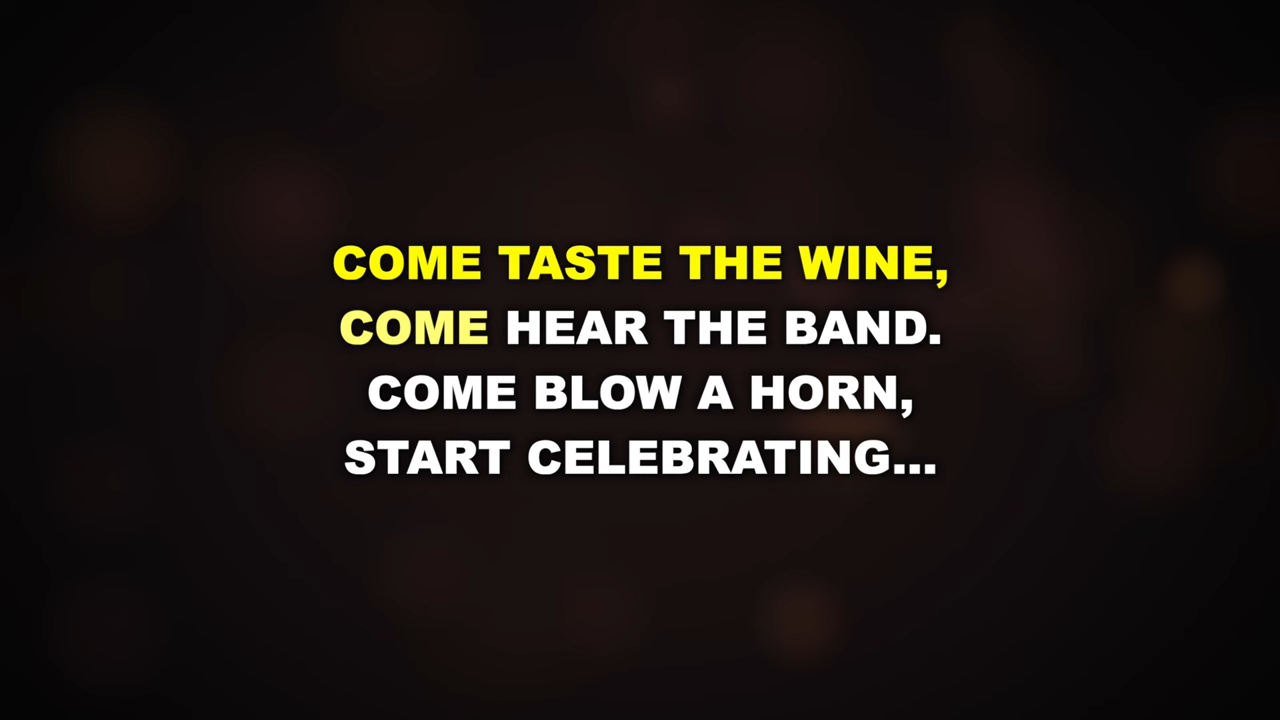 COME TASTE THE WINE,
COME HEAR THE BAND.
COME BLOW A HORN,
START CELEBRATING...